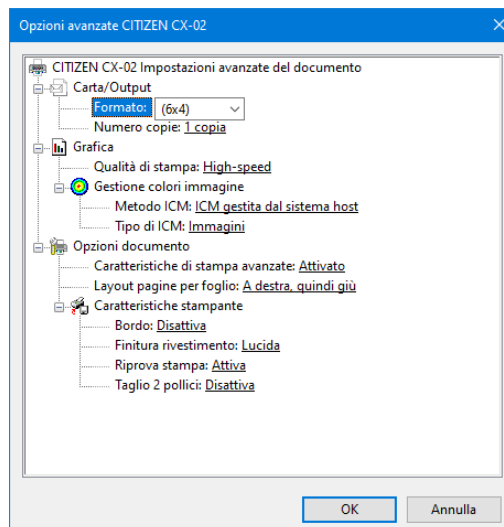 Opzioni avanzate CITIZEN CX-02
CITIZEN CX-02 Impostazioni avanzate del documento
Carta/Output
Formato: (6x4)
Numero copie: 1 copia
Grafica
Qualità di stampa: High-speed
Gestione colori immagine
Metodo ICM: ICM gestita dal sistema host
Tipo di ICM: Immagini
Opzioni documento
Caratteristiche di stampa avanzate: Attivato
Layout pagine per foglio: A destra, quindi giù
Caratteristiche stampante
Bordo: Disattiva
Finitura rivestimento: Lucida
Riprova stampa: Attiva
Taglio 2 pollici: Disattiva
OK Annulla